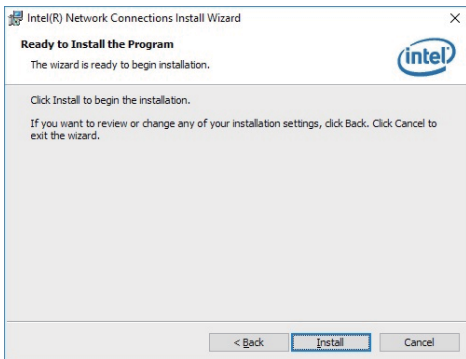 Intel(R) Network Connections Install Wizard
Ready to Install the Program
The wizard is ready to begin installation.
intel
Click Install to begin the installation.
If you want to review or change any of your installation settings, click Back. Click Cancel to
exit the wizard.
< Back
Install
Cancel